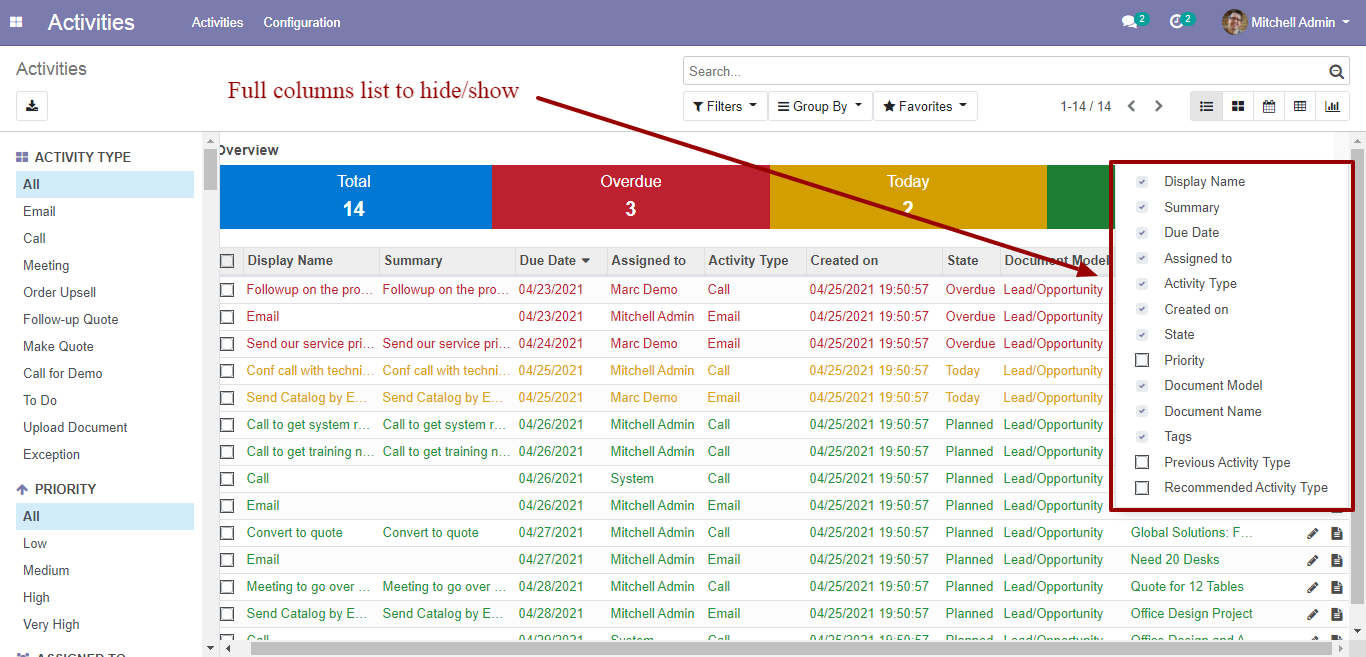 Activities Activities Configuration 2 2 Mitchell Admin
Activities
Search...
Full columns list to hide/show
Filters Group By Favorites 1-14 / 14
ACTIVITY TYPE
All
Email
Call
Meeting
Order Upsell
Follow-up Quote
Make Quote
Call for Demo
To Do
Upload Document
Exception
PRIORITY
All
Low
Medium
High
Very High
ASSIGNED TO
Overview
Total Overdue Today
14 3 2
Display Name Summary Due Date Assigned to Activity Type Created on State Document Model
Followup on the pro... Followup on the pro... 04/23/2021 Marc Demo Call 04/25/2021 19:50:57 Overdue Lead/Opportunity
Email 04/23/2021 Mitchell Admin Email 04/25/2021 19:50:57 Overdue Lead/Opportunity
Send our service pri... Send our service pri... 04/24/2021 Marc Demo Email 04/25/2021 19:50:57 Overdue Lead/Opportunity
Conf call with techni... Conf call with techni... 04/25/2021 Mitchell Admin Call 04/25/2021 19:50:57 Today Lead/Opportunity
Send Catalog by E... Send Catalog by E... 04/25/2021 Marc Demo Email 04/25/2021 19:50:57 Today Lead/Opportunity
Call to get system r... Call to get system r... 04/26/2021 Mitchell Admin Call 04/25/2021 19:50:57 Planned Lead/Opportunity
Call to get training n... Call to get training n... 04/26/2021 Mitchell Admin Call 04/25/2021 19:50:57 Planned Lead/Opportunity
Call 04/26/2021 System Call 04/25/2021 19:50:57 Planned Lead/Opportunity
Email 04/26/2021 Mitchell Admin Email 04/25/2021 19:50:57 Planned Lead/Opportunity
Convert to quote Convert to quote 04/27/2021 Mitchell Admin Call 04/25/2021 19:50:57 Planned Lead/Opportunity Global Solutions: F...
Email 04/27/2021 Mitchell Admin Email 04/25/2021 19:50:57 Planned Lead/Opportunity Need 20 Desks
Meeting to go over ... Meeting to go over ... 04/28/2021 Mitchell Admin Call 04/25/2021 19:50:57 Planned Lead/Opportunity Quote for 12 Tables
Send Catalog by E... Send Catalog by E... 04/28/2021 Mitchell Admin Email 04/25/2021 19:50:57 Planned Lead/Opportunity Office Design Project
Call 04/29/2021 System Call 04/25/2021 19:50:57 Planned Lead/Opportunity Office Design and A...
Display Name
Summary
Due Date
Assigned to
Activity Type
Created on
State
Priority
Document Model
Document Name
Tags
Previous Activity Type
Recommended Activity Type